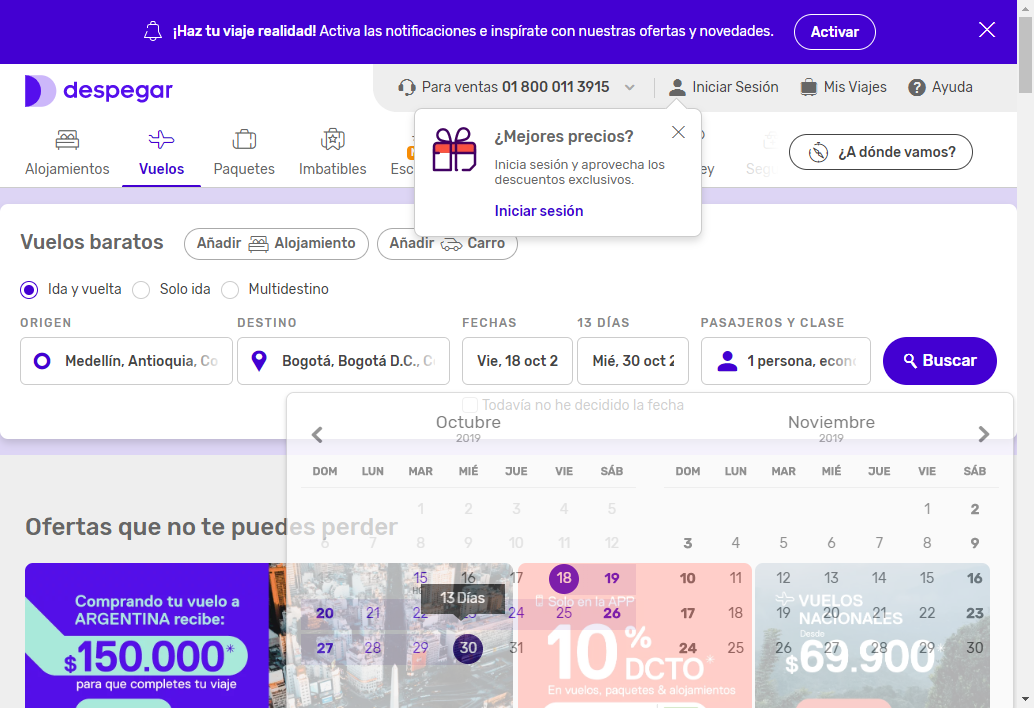 ¡Haz tu viaje realidad! Activa las notificaciones e inspírate con nuestras ofertas y novedades.
Activar
despegar
Para ventas 01 800 011 3915
Iniciar Sesión
Mis Viajes
Ayuda
Alojamientos
Vuelos
Paquetes
Imbatibles
¿Mejores precios?
Inicia sesión y aprovecha los
descuentos exclusivos.
Iniciar sesión
¿A dónde vamos?
Vuelos baratos
Añadir Alojamiento
Añadir Carro
Ida y vuelta
Solo ida
Multidestino
ORIGEN
DESTINO
FECHAS
13 DÍAS
PASAJEROS Y CLASE
Medellín, Antioquia, Co
Bogotá, Bogotá D.C., C
Vie, 18 oct 2
Mié, 30 oct 2
1 persona, econ
Buscar
Todavía no he decidido la fecha
Octubre
2019
DOM LUN MAR MIÉ JUE VIE SÁB
1 2 3 4 5
6 7 8 9 10 11 12
15 16 17 18 19
13 Días
20 21 22 23 24 25 26
27 28 29 30 31
Noviembre
2019
DOM LUN MAR MIÉ JUE VIE SÁB
1 2
3 4 5 6 7 8 9
10 11 12 13 14 15 16
17 18 19 20 21 22 23
24 25 26 27 28 29 30
Ofertas que no te puedes perder
Comprando tu vuelo a
ARGENTINA recibe:
$150.000*
para que completes tu viaje
Solo en la APP
10% DCTO*
En vuelos, paquetes & alojamientos
VUELOS
NACIONALES
Desde
$69.900*